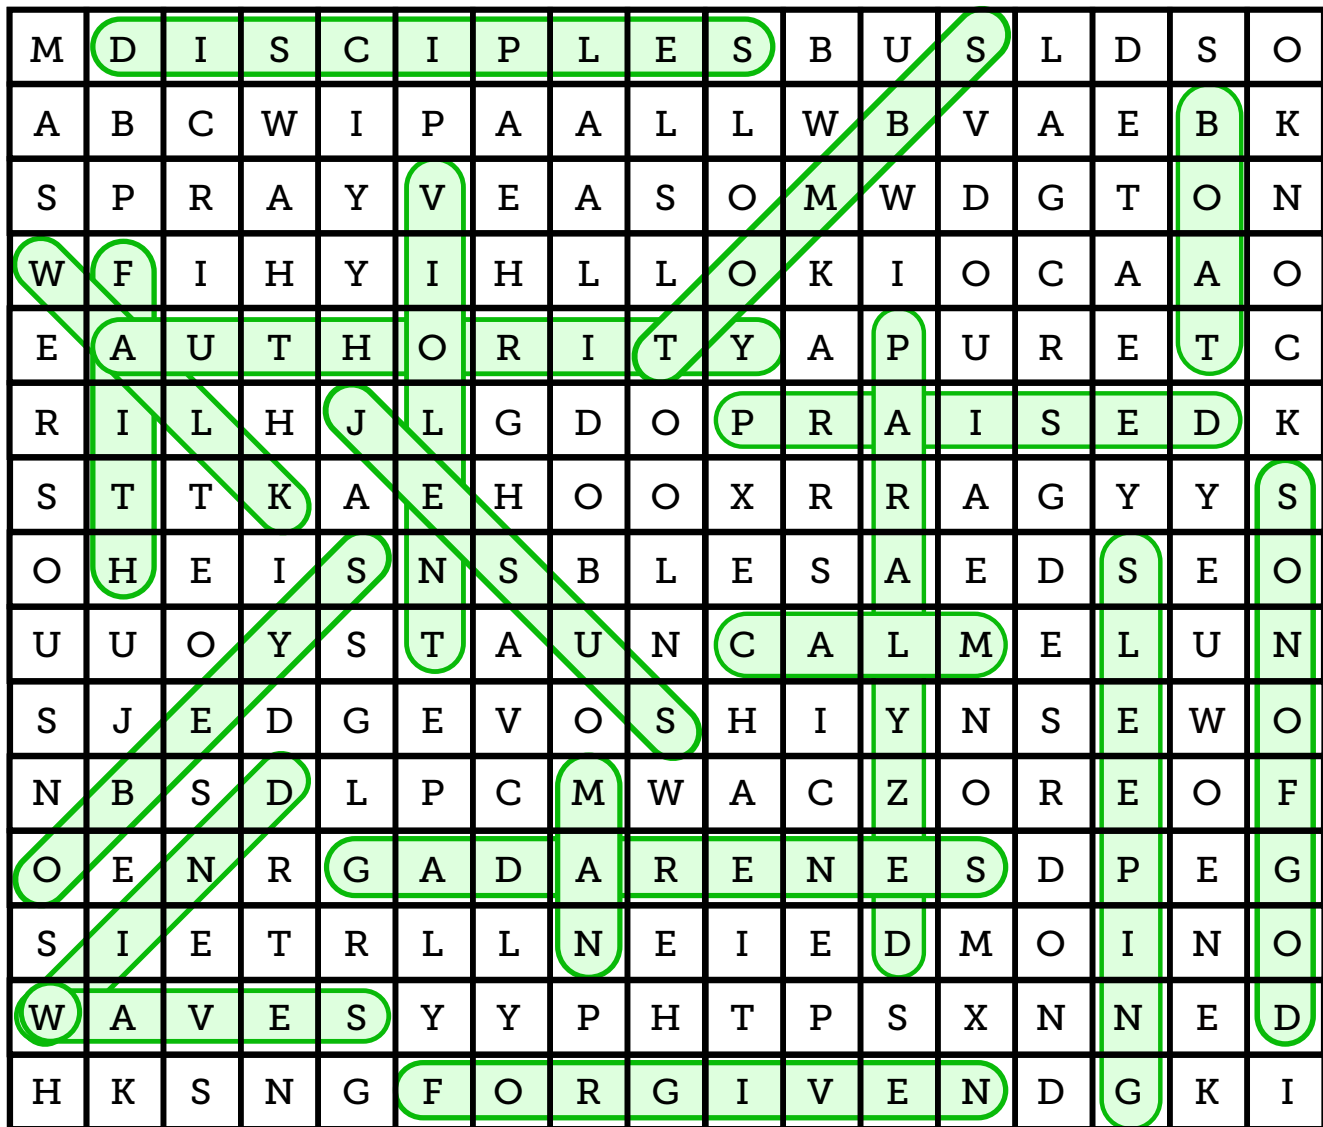 M D I S C I P L E S B U S L D S O
A B C W I P A A L L W B V A E B K
S P R A Y V E A S O M W D G T O N
W F I H Y I H L L O K I O C A A O
E A U T H O R I T Y A P U R E T C
R I L H J L G D O P R A I S E D K
S T T K A E H O O X R R A G Y Y S
O H E I S N S B L E S A E D S E O
U U O Y S T A U N C A L M E L U N
S J E D G E V O S H I Y N S E W O
N B S D L P C M W A C Z O R E O F
O E N R G A D A R E N E S D P E G
S I E T R L L N E I E D M O I N O
W A V E S Y Y P H T P S X N N E D
H K S N G F O R G I V E N D G K I